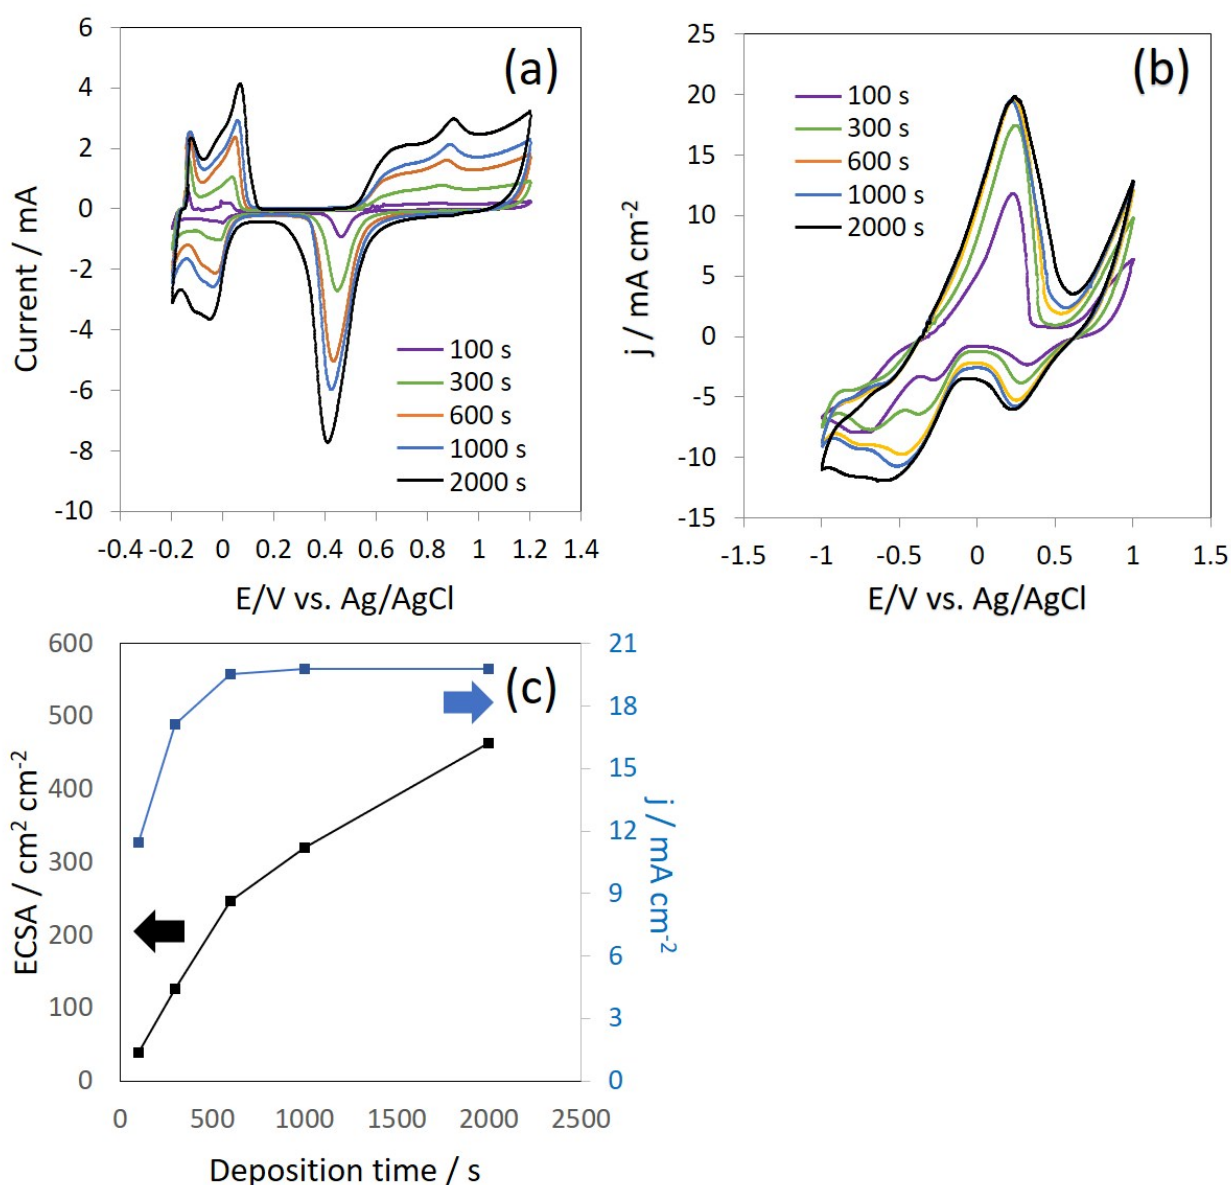 (a)
6
4
2
0
-2
-4
-6
-8
-10
Current / mA
100 s
300 s
600 s
1000 s
2000 s
-0.4 -0.2 0 0.2 0.4 0.6 0.8 1 1.2 1.4
E/V vs. Ag/AgCl
(b)
25
20
15
10
5
0
-5
-10
-15
j / mA cm-2
100 s
300 s
600 s
1000 s
2000 s
-1.5 -1 -0.5 0 0.5 1 1.5
E/V vs. Ag/AgCl
(c)
600
500
400
300
200
100
0
ECSA / cm² cm-2
21
18
15
12
9
6
3
0
j / mA cm-2
0 500 1000 1500 2000 2500
Deposition time / s